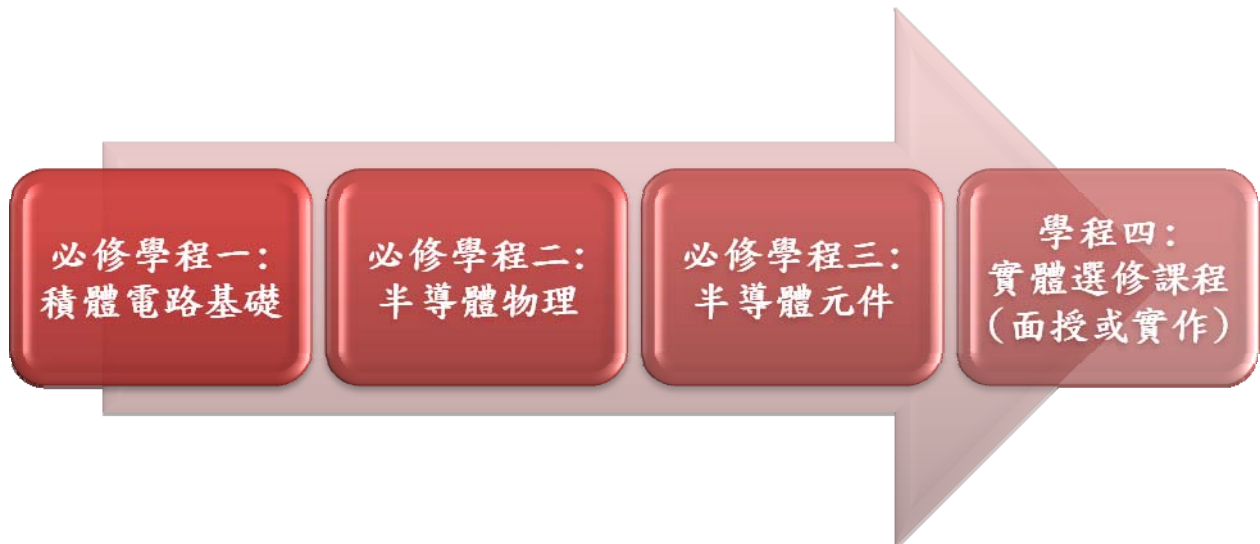 必修學程一:
積體電路基礎
必修學程二:
半導體物理
必修學程三:
半導體元件
學程四:
實體選修課程
(面授或實作)